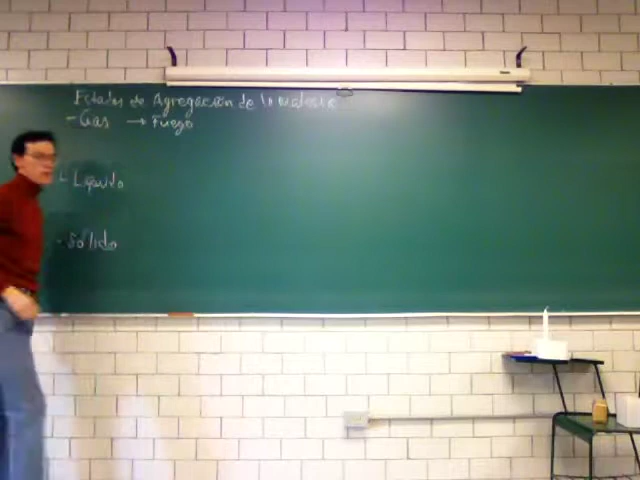 Estados de Agregación de la Materia
- Gas → Fuego
- Líquido
- Sólido